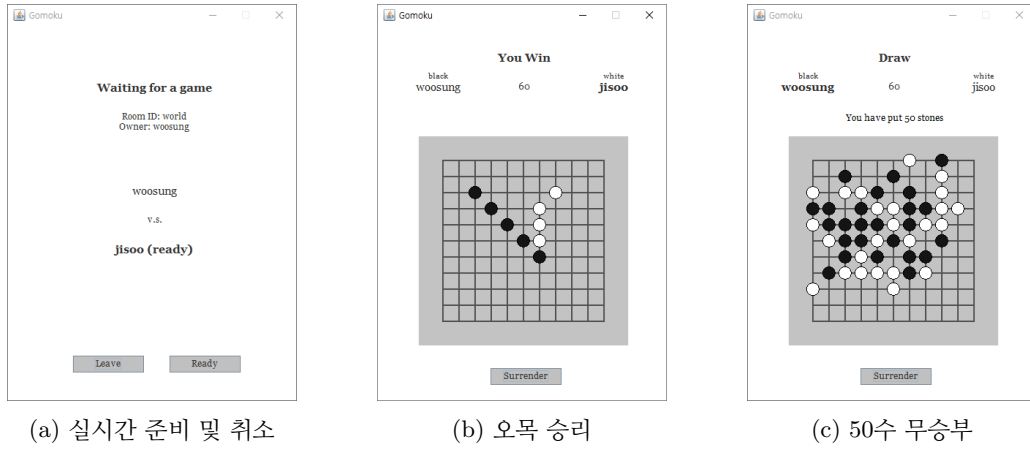 Gomoku
Waiting for a game
Room ID: world
Owner: woosung
woosung
v.s.
jisoo (ready)
Leave Ready
(a) 실시간 준비 및 취소
Gomoku
You Win
black white
woosung 60 jisoo
Surrender
(b) 오목 승리
Gomoku
Draw
black white
woosung 60 jisoo
You have put 50 stones
Surrender
(c) 50수 무승부